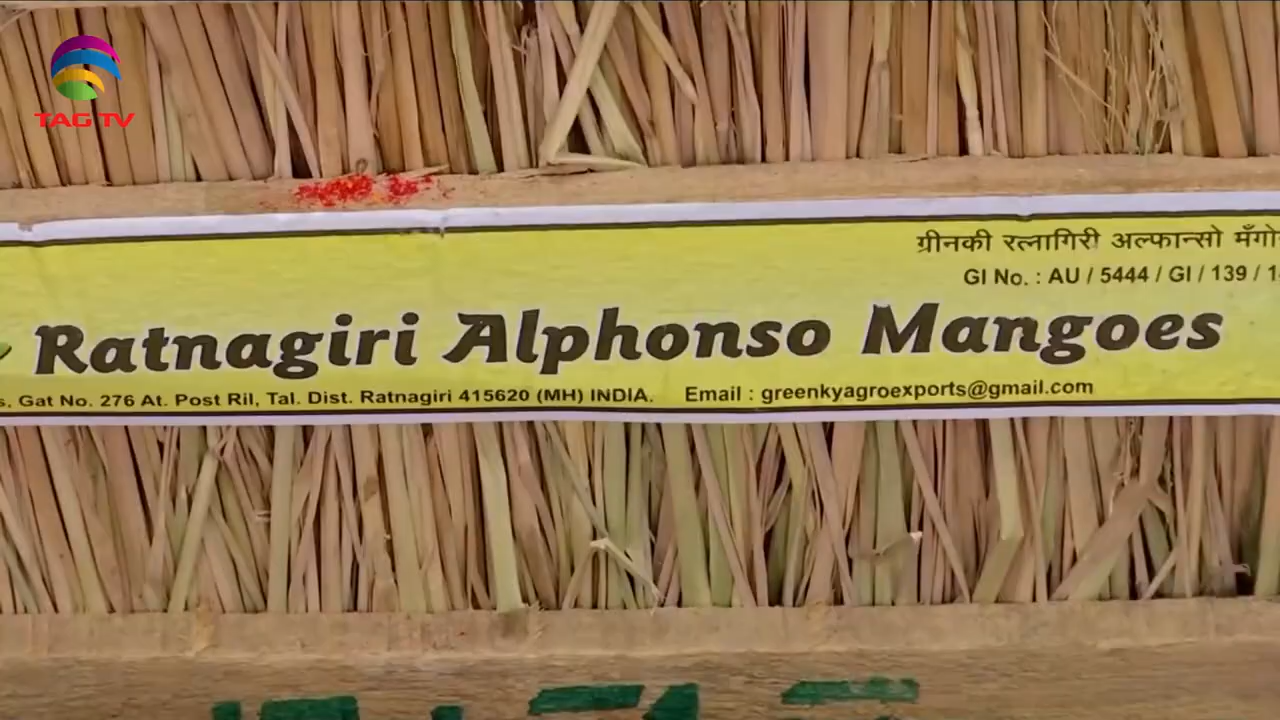 TAG TV
ग्रीनकी रत्नागिरी अल्फान्सो
GI No. : AU / 5444 / GI / 139 /
Ratnagiri Alphonso Mangoes
Gat No. 276 At. Post Ril, Tal. Dist. Ratnagiri 415620 (MH) INDIA. Email : greenkyagroexports@gmail.com